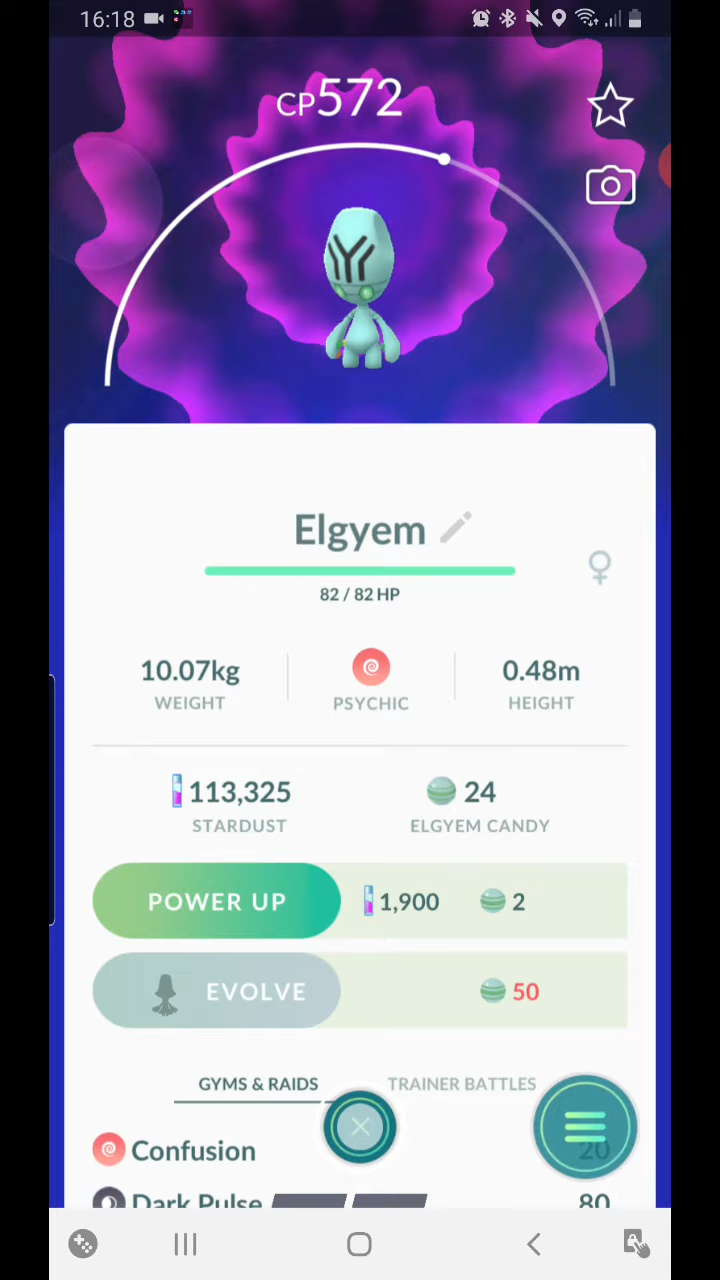 16:18
CP572
Elgyem
82 / 82 HP
10.07kg
WEIGHT
PSYCHIC
0.48m
HEIGHT
113,325
STARDUST
24
ELGYEM CANDY
POWER UP 1,900 2
EVOLVE 50
GYMS & RAIDS TRAINER BATTLES
Confusion 20
Dark Pulse 80